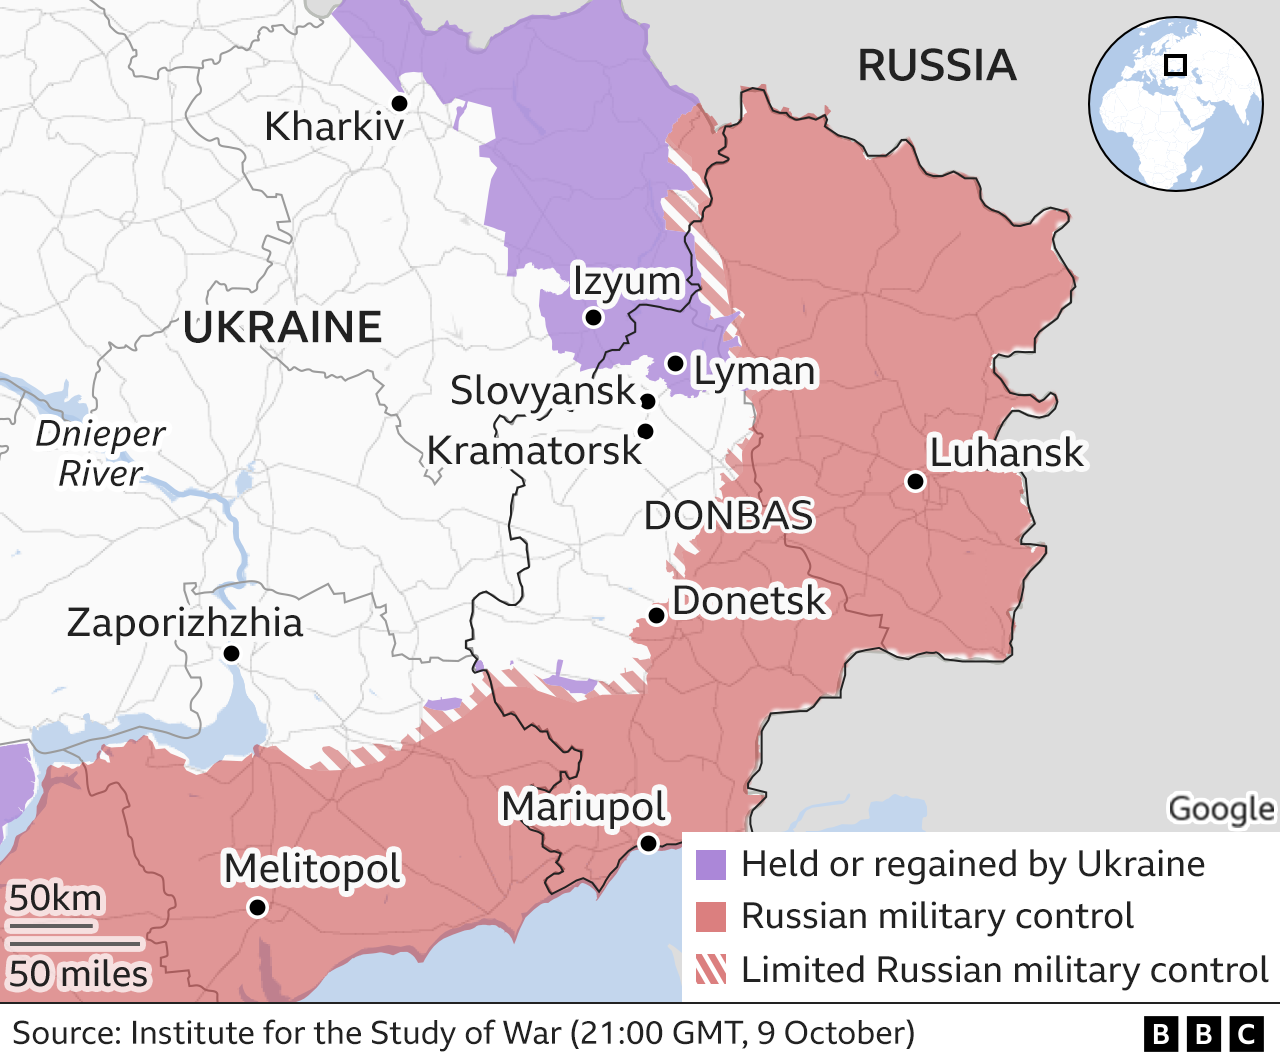 RUSSIA
Kharkiv
Izyum
UKRAINE
Lyman
Slovyansk
Dnieper
River
Kramatorsk
Luhansk
DONBAS
Donetsk
Zaporizhzhia
Mariupol
Google
Melitopol
50km
50 miles
Held or regained by Ukraine
Russian military control
Limited Russian military control
Source: Institute for the Study of War (21:00 GMT, 9 October)
BBC